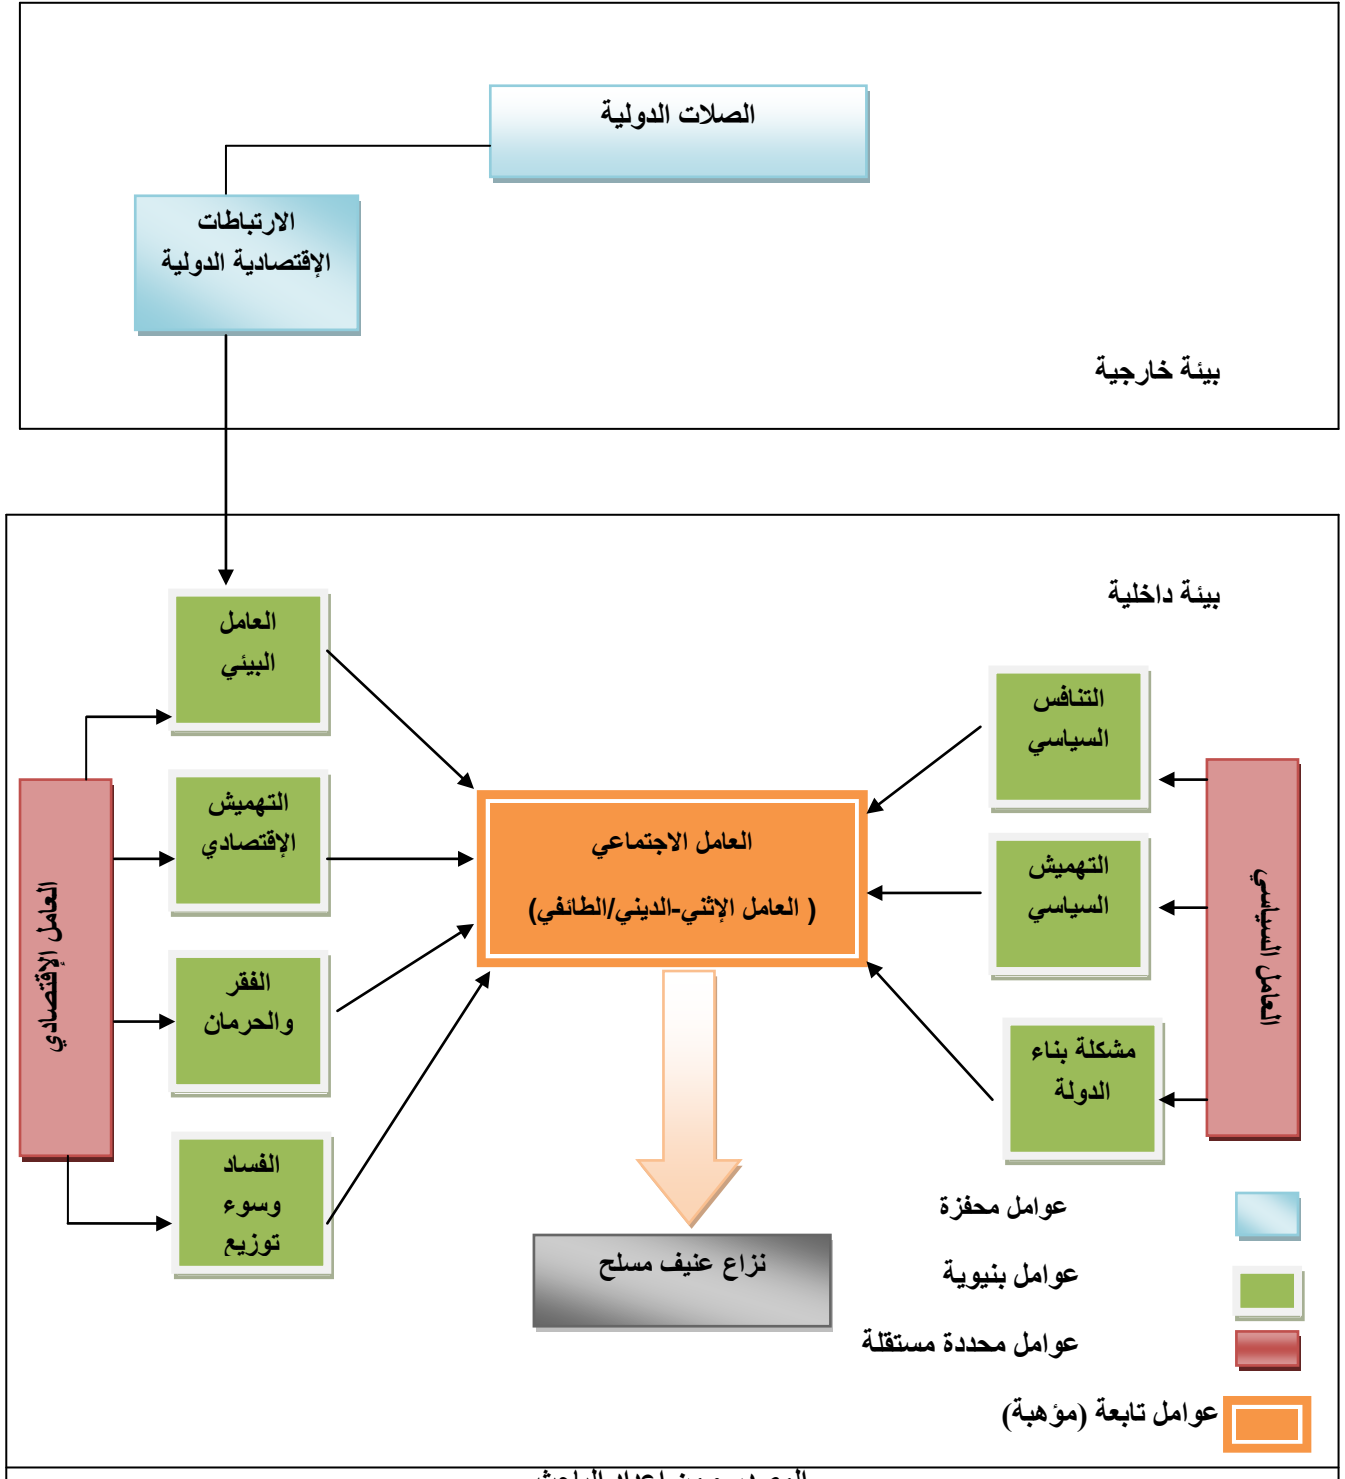 الصلات الدولية
الارتباطات
الإقتصادية الدولية
بيئة خارجية
بيئة داخلية
العامل
البيئي
التهميش
الإقتصادي
الفقر
والحرمان
الفساد
وسوء
توزيع
العامل الإقتصادي
العامل الاجتماعي
( العامل الإثني-الديني/الطائفي)
التنافس
السياسي
التهميش
السياسي
مشكلة بناء
الدولة
العامل السياسي
نزاع عنيف مسلح
عوامل محفزة
عوامل بنيوية
عوامل محددة مستقلة
عوامل تابعة (مؤهبة)